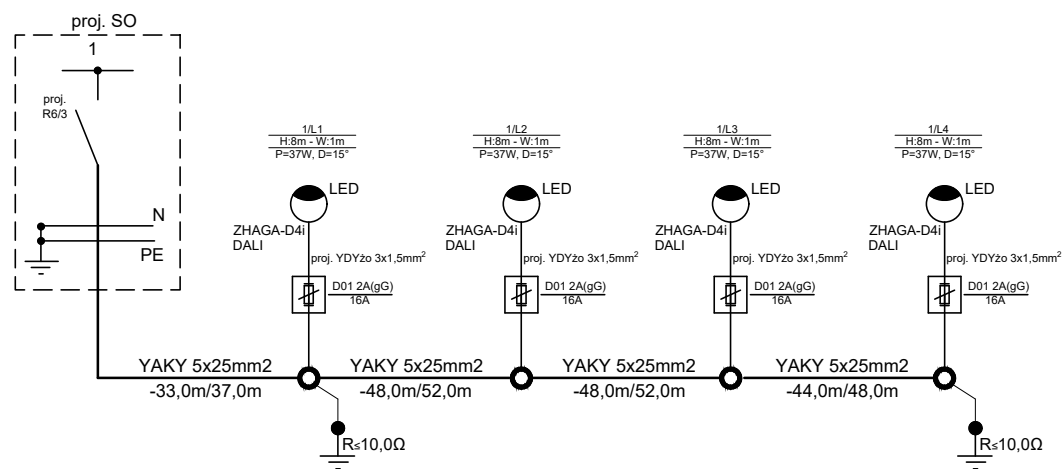 proj. SO
1
proj.
R6/3
N
PE
1/L1
H:8m - W:1m
P=37W, D=15°
LED
ZHAGA-D4i
DALI
proj. YDYżo 3x1,5mm²
D01 2A(gG)
16A
1/L2
H:8m - W:1m
P=37W, D=15°
LED
ZHAGA-D4i
DALI
proj. YDYżo 3x1,5mm²
D01 2A(gG)
16A
1/L3
H:8m - W:1m
P=37W, D=15°
LED
ZHAGA-D4i
DALI
proj. YDYżo 3x1,5mm²
D01 2A(gG)
16A
1/L4
H:8m - W:1m
P=37W, D=15°
LED
ZHAGA-D4i
DALI
proj. YDYżo 3x1,5mm²
D01 2A(gG)
16A
YAKY 5x25mm2
-33,0m/37,0m
YAKY 5x25mm2
-48,0m/52,0m
YAKY 5x25mm2
-48,0m/52,0m
YAKY 5x25mm2
-44,0m/48,0m
R≤10,0Ω
R≤10,0Ω